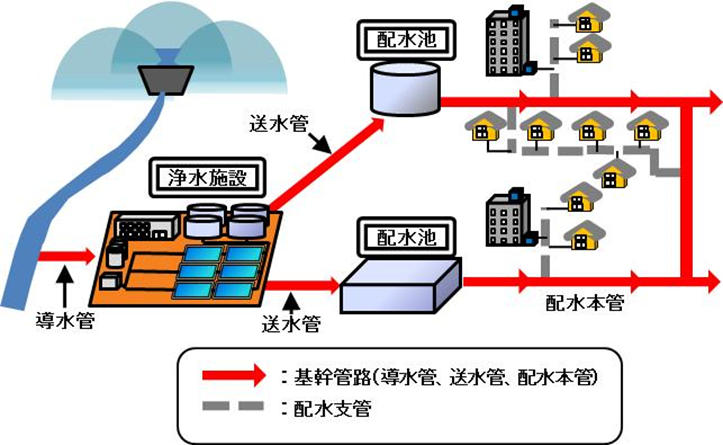 配水池
送水管
浄水施設
配水池
導水管
送水管
配水本管
：基幹管路(導水管、送水管、配水本管)
：配水支管